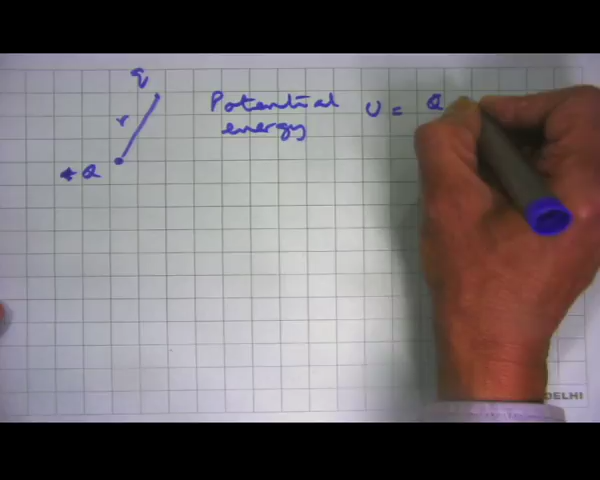 q
Potential U = Q
r
energy
+Q
DELHI